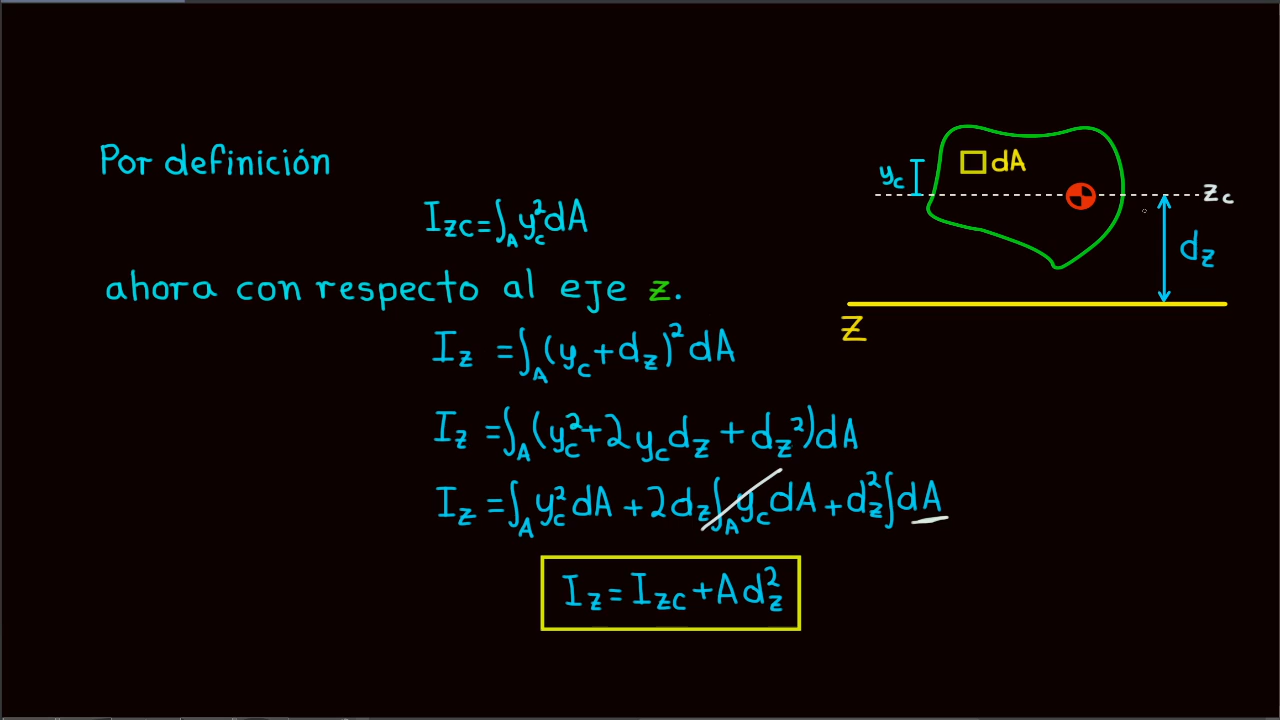 Por definición
I_zc = ∫_A y_c² dA
ahora con respecto al eje z.
I_z = ∫_A (y_c + d_z)² dA
I_z = ∫_A (y_c² + 2 y_c d_z + d_z²) dA
I_z = ∫_A y_c² dA + 2 d_z ∫_A y_c dA + d_z² ∫ dA
I_z = I_zc + A d_z²
dA
y_c
z_c
d_z
Z